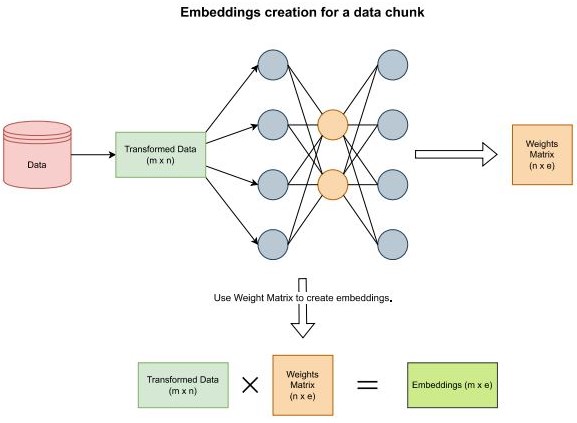 Embeddings creation for a data chunk
Data
Transformed Data
(m x n)
Weights
Matrix
(n x e)
Use Weight Matrix to create embeddings.
Transformed Data
(m x n)
×
Weights
Matrix
(n x e)
=
Embeddings (m x e)